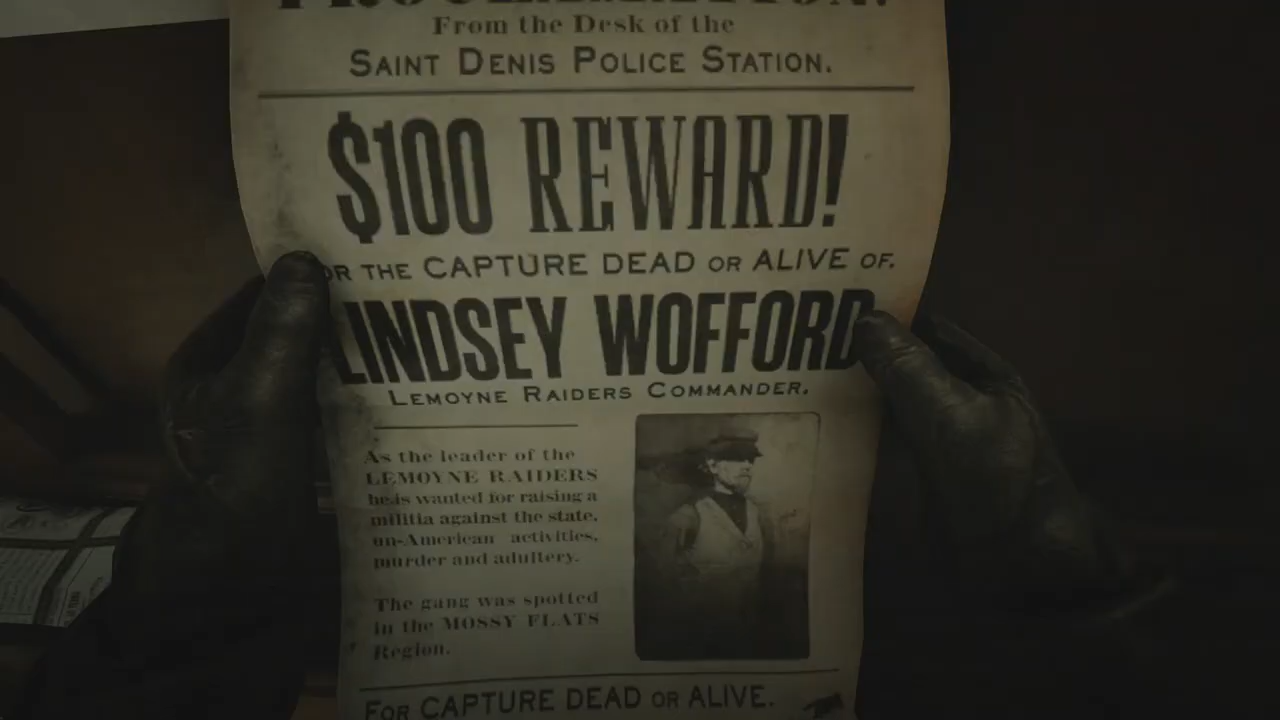 From the Desk of the
SAINT DENIS POLICE STATION.
$100 REWARD!
OR THE CAPTURE DEAD OR ALIVE OF.
LINDSEY WOFFORD
LEMOYNE RAIDERS COMMANDER.
As the leader of the
LEMOYNE RAIDERS
he is wanted for raising a
militia against the state,
un-American activities,
murder and adultery.
The gang was spotted
in the MOSSY FLATS
Region.
FOR CAPTURE DEAD OR ALIVE.